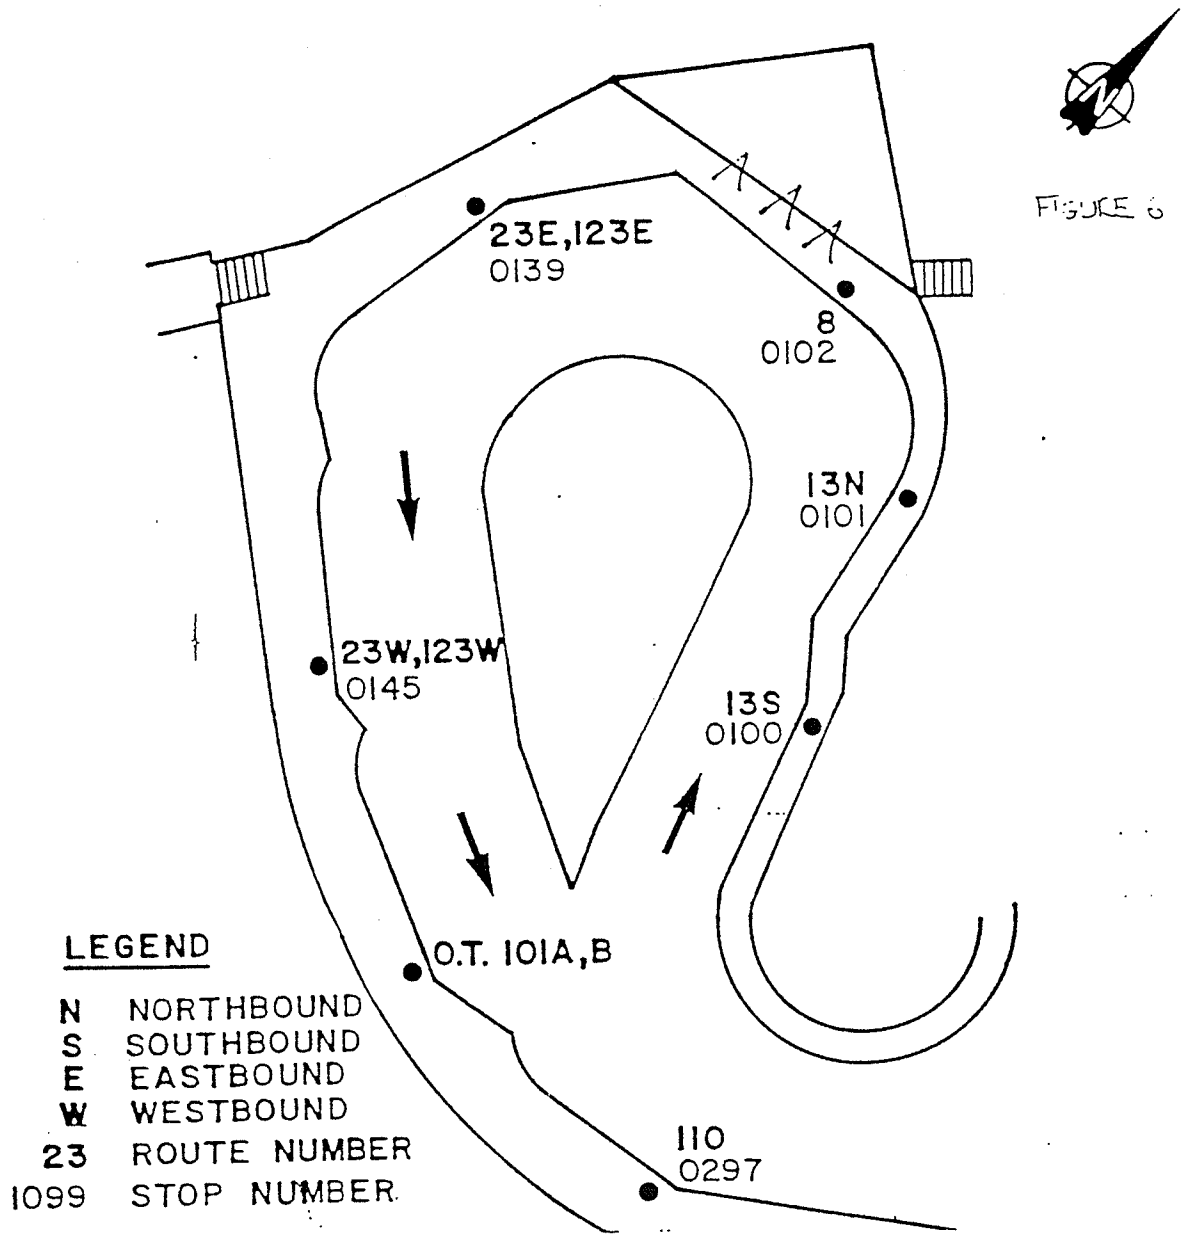 N
FIGURE 6
23E,123E
0139
8
0102
13N
0101
23W,123W
0145
13S
0100
O.T. 101A,B
LEGEND
N NORTHBOUND
S SOUTHBOUND
E EASTBOUND
W WESTBOUND
23 ROUTE NUMBER
1099 STOP NUMBER
110
0297